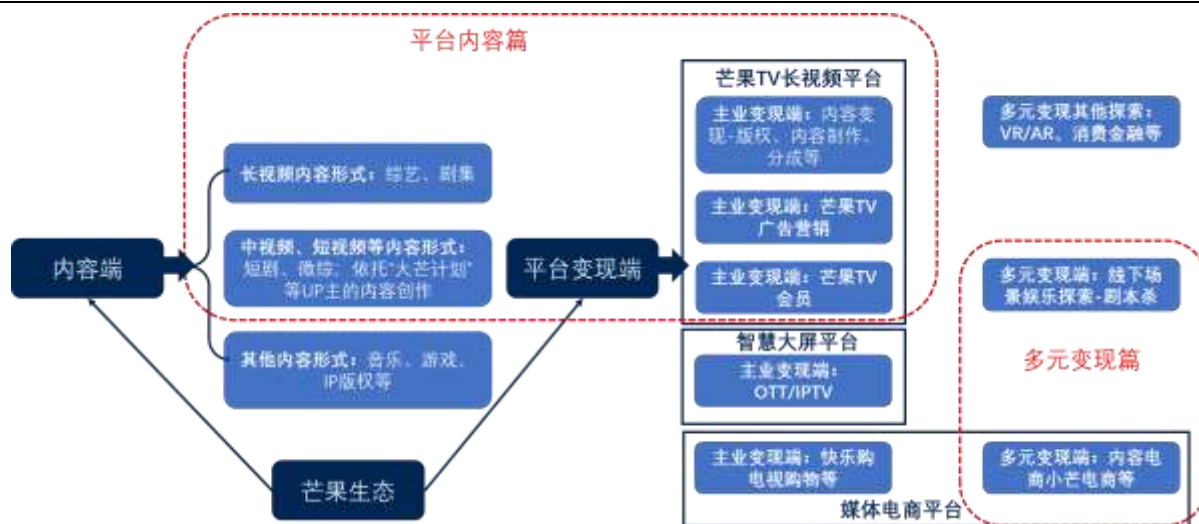 平台内容篇
芒果TV长视频平台
主业变现端：内容变
现-版权、内容制作、
分成等
多元变现其他探索：
VR/AR、消费金融等
长视频内容形式：综艺、剧集
主业变现端：芒果TV
广告营销
内容端
中视频、短视频等内容形式：
短剧、微综；依托“大芒计划”
等UP主的内容创作
平台变现端
主业变现端：芒果TV
会员
多元变现端：线下场
景娱乐探索-剧本杀
智慧大屏平台
其他内容形式：音乐、游戏、
IP版权等
主业变现端：
OTT/IPTV
多元变现篇
芒果生态
主业变现端：快乐购
电视购物等
多元变现端：内容电
商小芒电商等
媒体电商平台